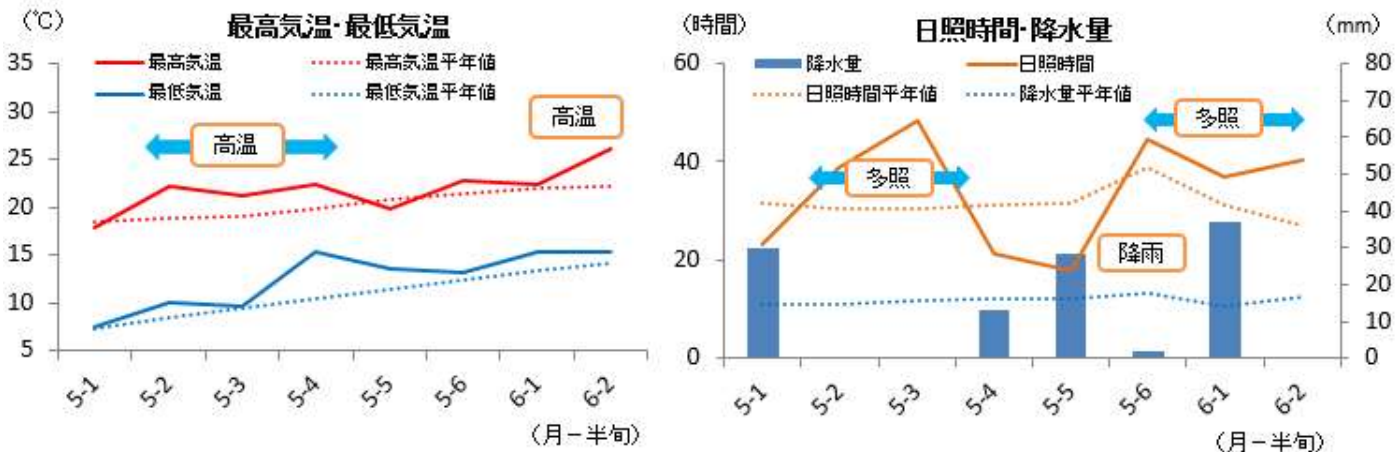 (℃)
最高気温・最低気温
最高気温
最高気温平年値
最低気温
最低気温平年値
高温
高温
35
30
25
20
15
10
5
5-1
5-2
5-3
5-4
5-5
5-6
6-1
6-2
(月－半旬)
(時間)
日照時間・降水量
(mm)
降水量
日照時間
日照時間平年値
降水量平年値
多照
多照
降雨
60
40
20
0
80
70
60
50
40
30
20
10
0
5-1
5-2
5-3
5-4
5-5
5-6
6-1
6-2
(月－半旬)